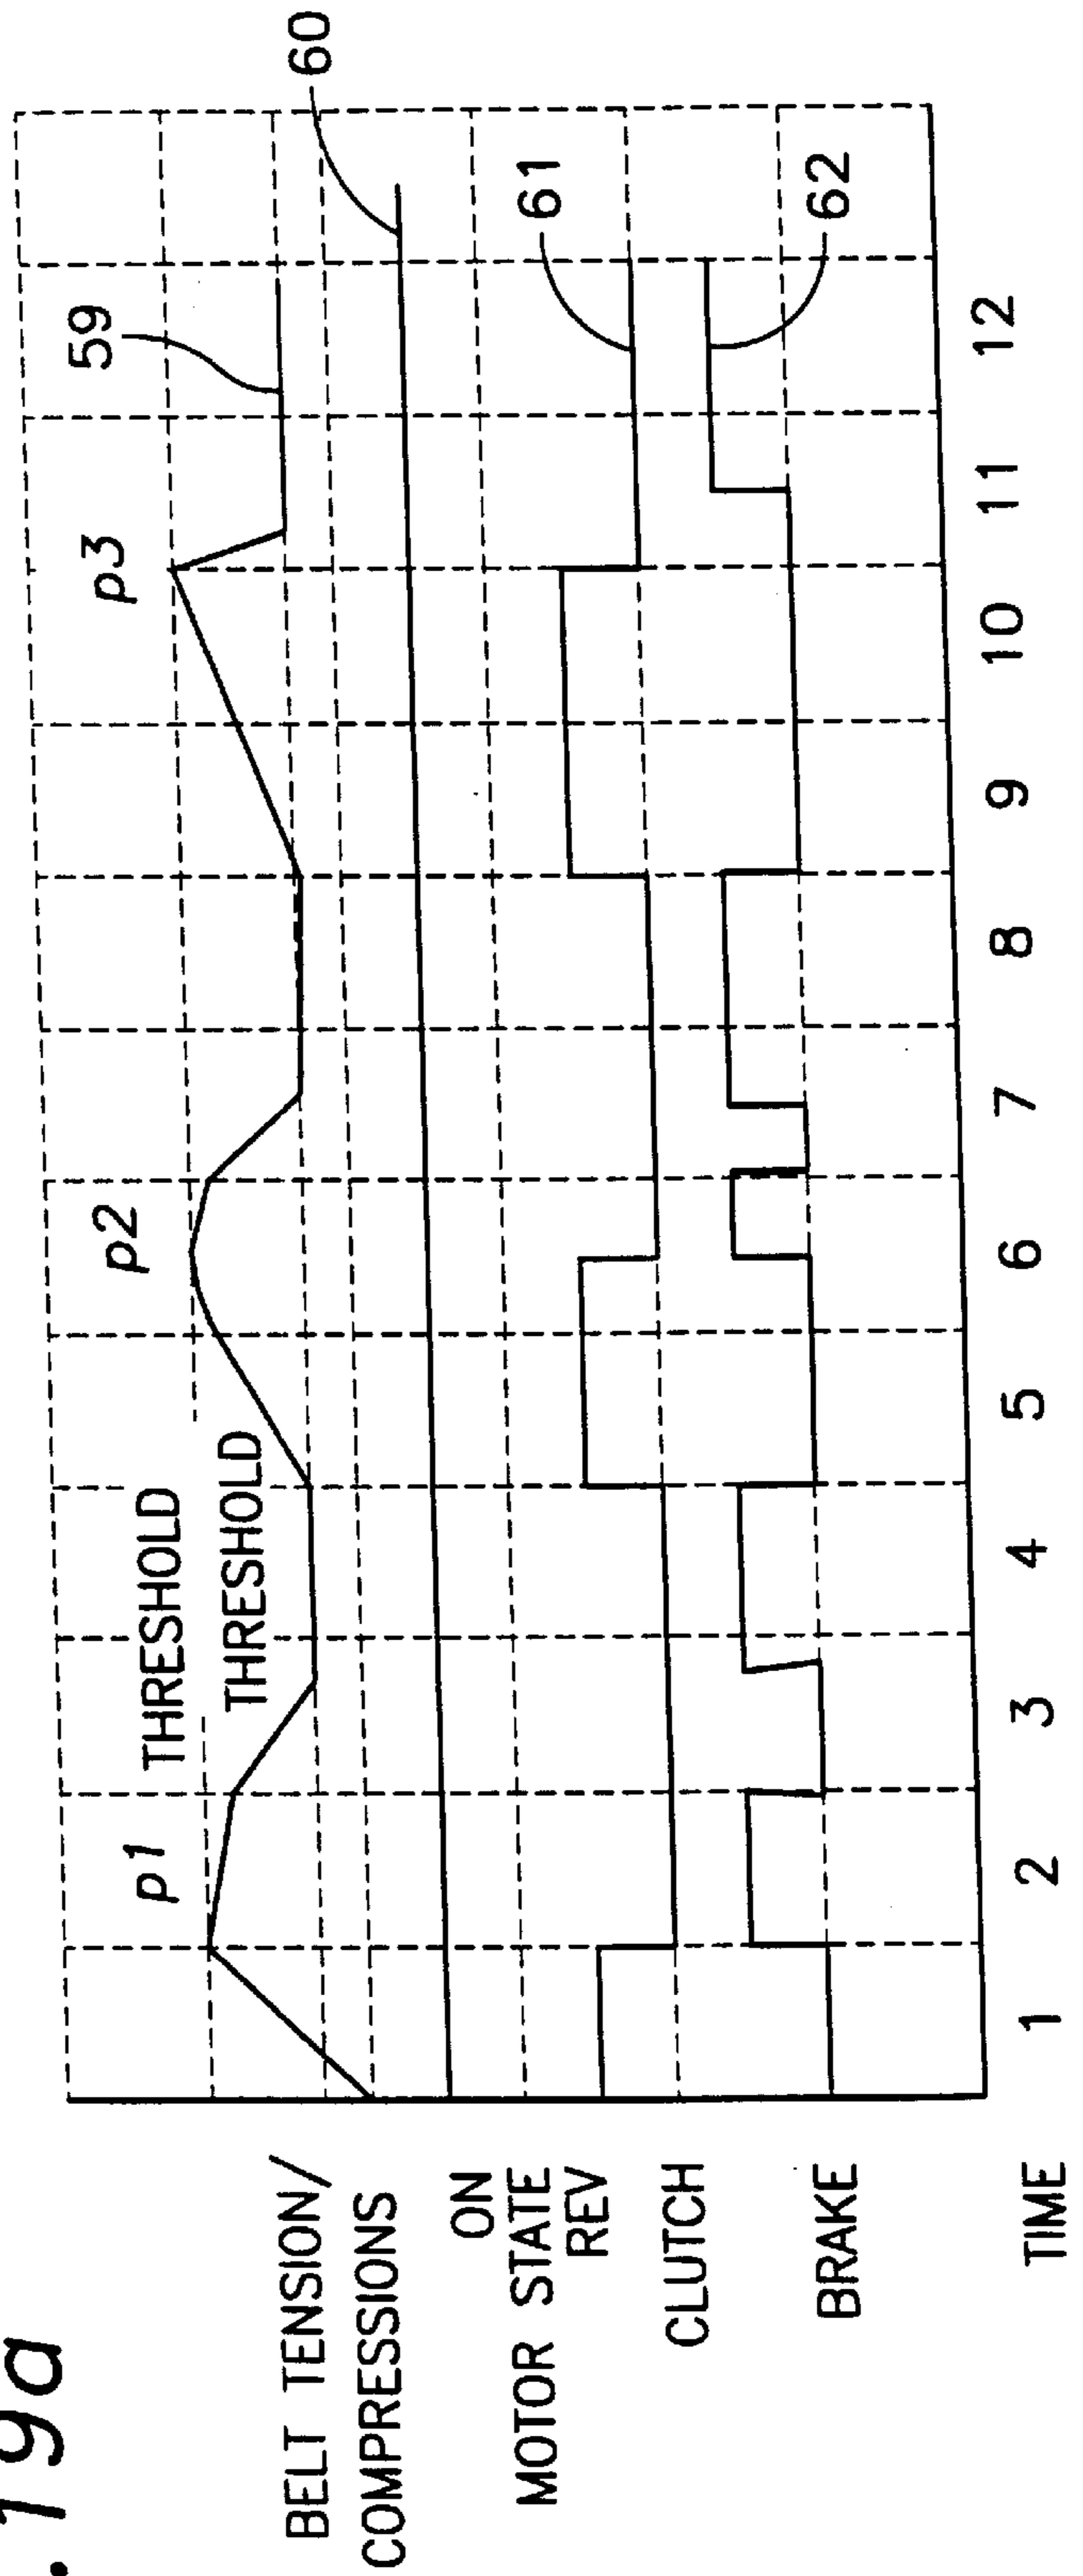 .19a
p1
p2
p3
59
60
THRESHOLD
THRESHOLD
61
62
BELT TENSION/
COMPRESSIONS
ON
MOTOR STATE
REV
CLUTCH
BRAKE
TIME
1 2 3 4 5 6 7 8 9 10 11 12